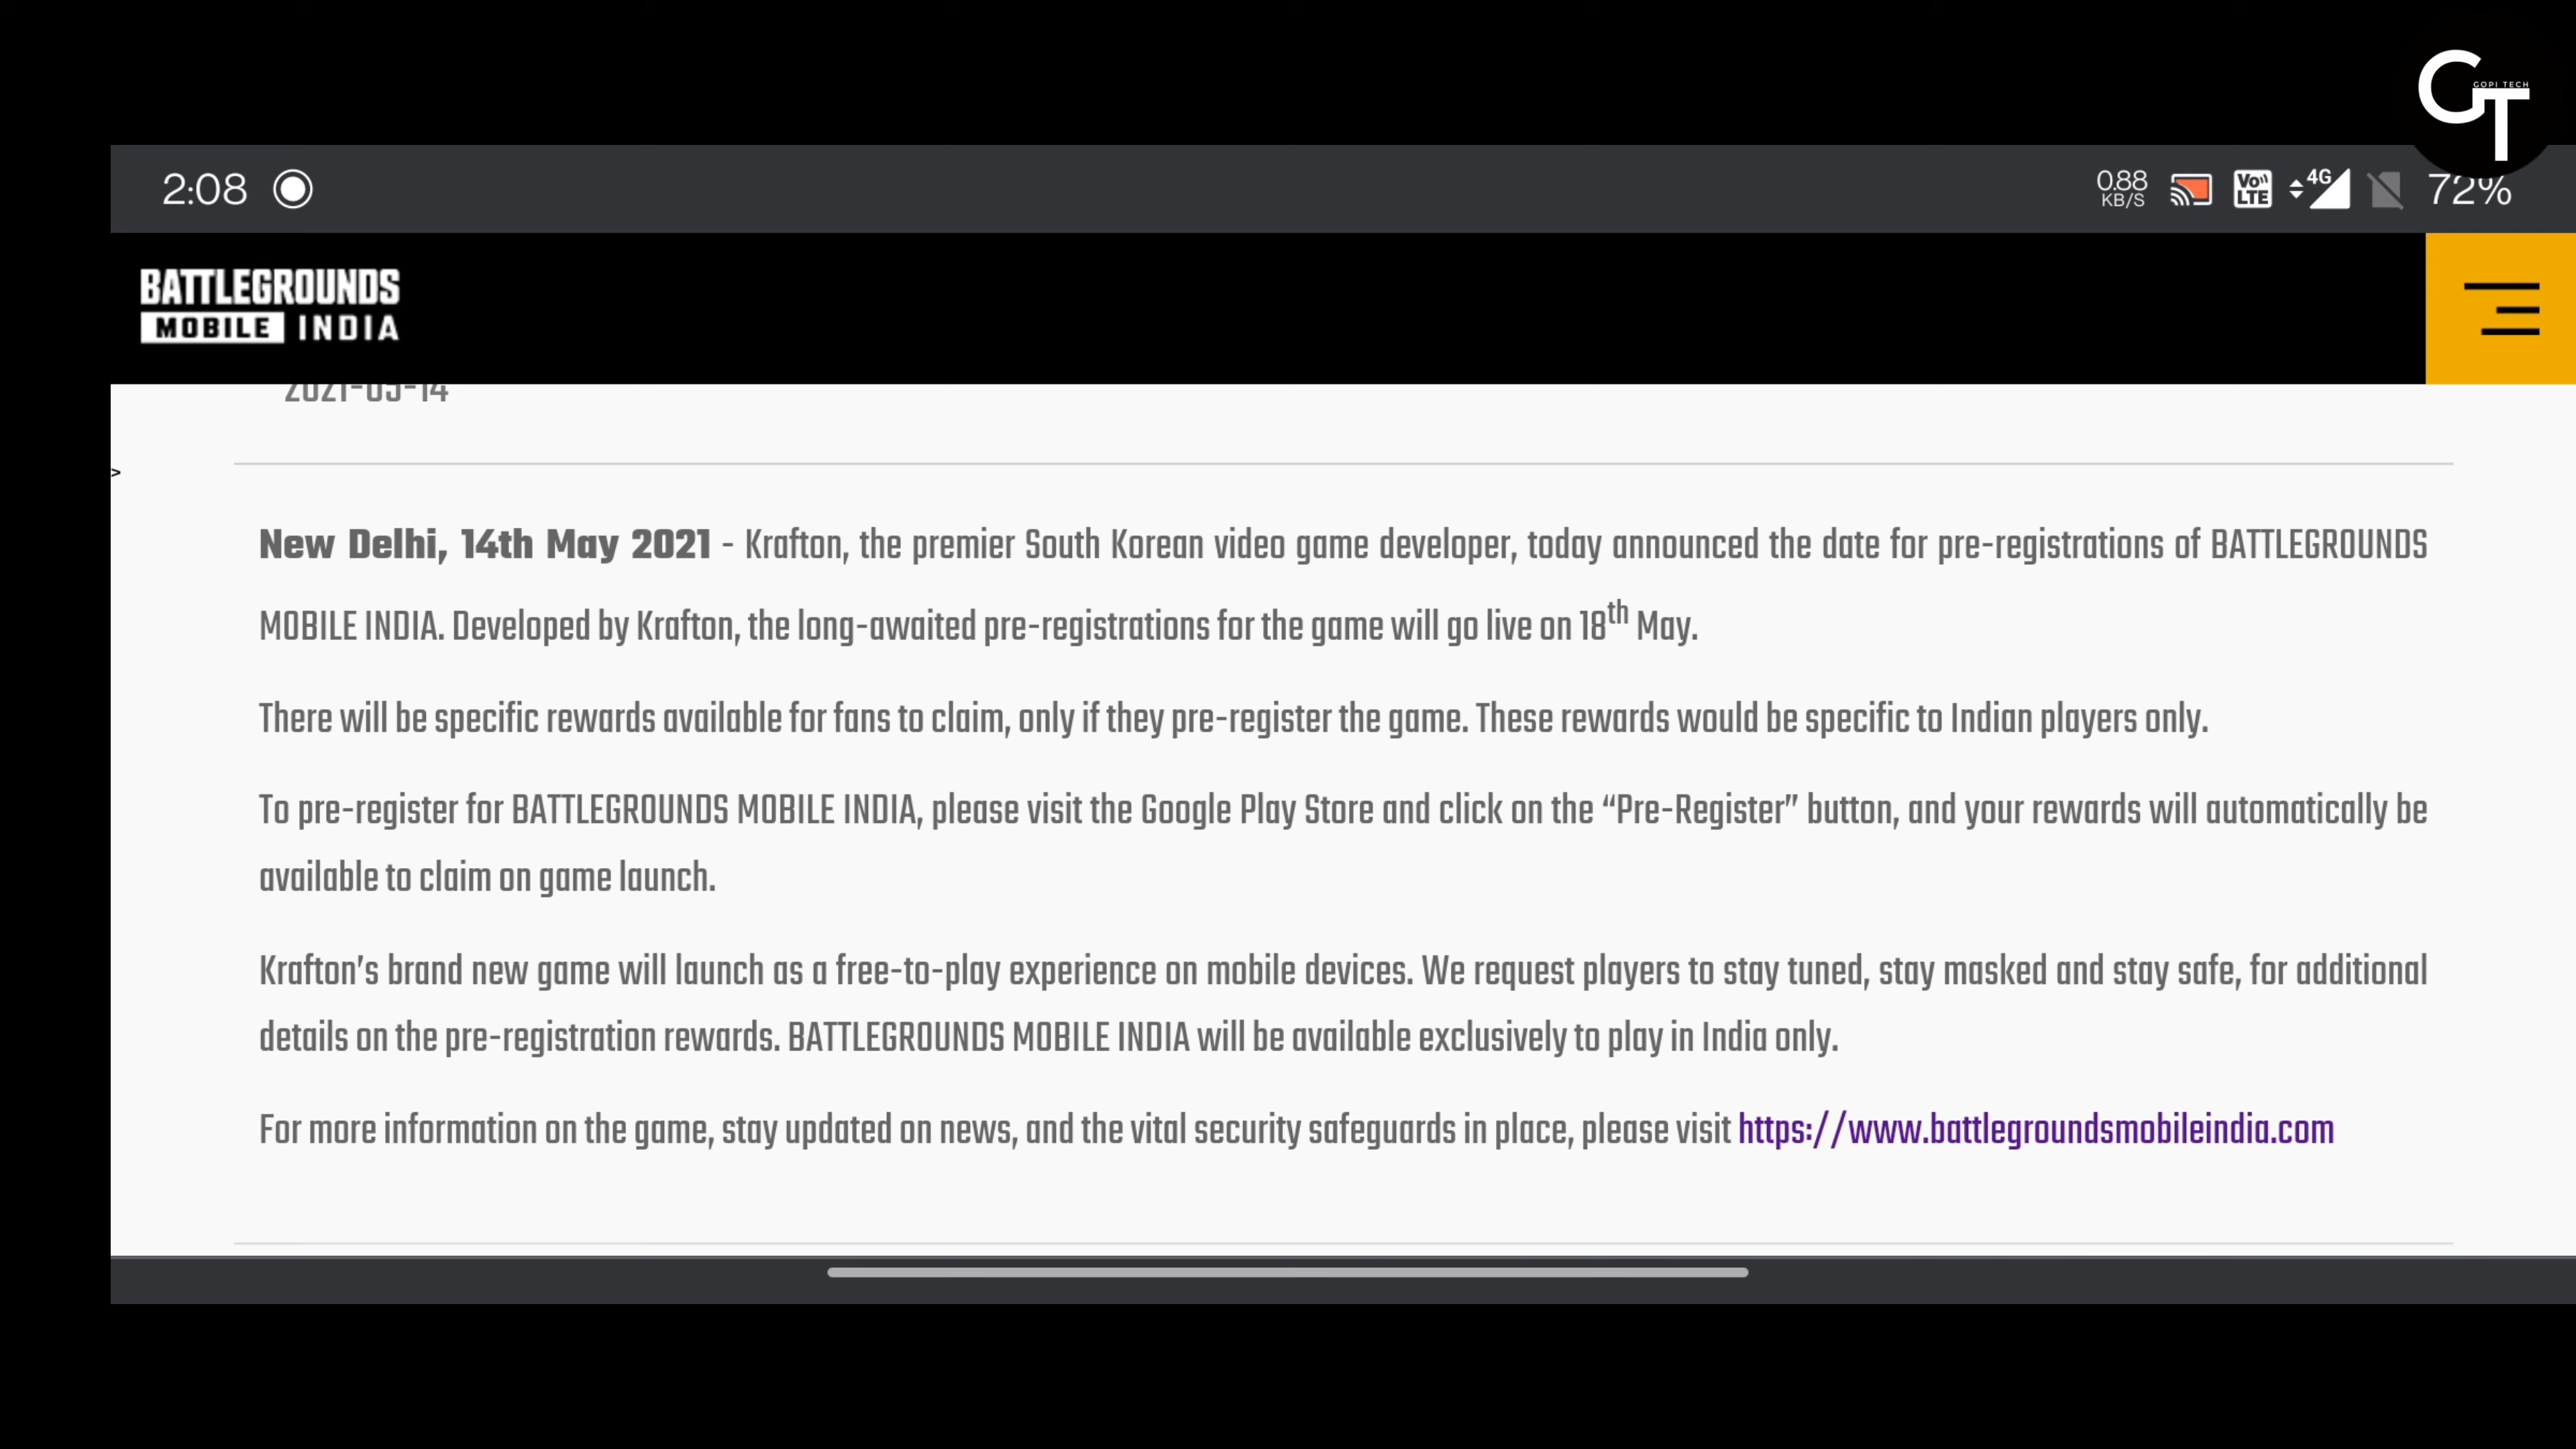 GOPI TECH
GT
2:08
0.88
KB/S
Vo
LTE
4G
72%
BATTLEGROUNDS
MOBILE INDIA
2021-05-14
>
New Delhi, 14th May 2021 - Krafton, the premier South Korean video game developer, today announced the date for pre-registrations of BATTLEGROUNDS
MOBILE INDIA. Developed by Krafton, the long-awaited pre-registrations for the game will go live on 18th May.
There will be specific rewards available for fans to claim, only if they pre-register the game. These rewards would be specific to Indian players only.
To pre-register for BATTLEGROUNDS MOBILE INDIA, please visit the Google Play Store and click on the “Pre-Register” button, and your rewards will automatically be
available to claim on game launch.
Krafton’s brand new game will launch as a free-to-play experience on mobile devices. We request players to stay tuned, stay masked and stay safe, for additional
details on the pre-registration rewards. BATTLEGROUNDS MOBILE INDIA will be available exclusively to play in India only.
For more information on the game, stay updated on news, and the vital security safeguards in place, please visit https://www.battlegroundsmobileindia.com